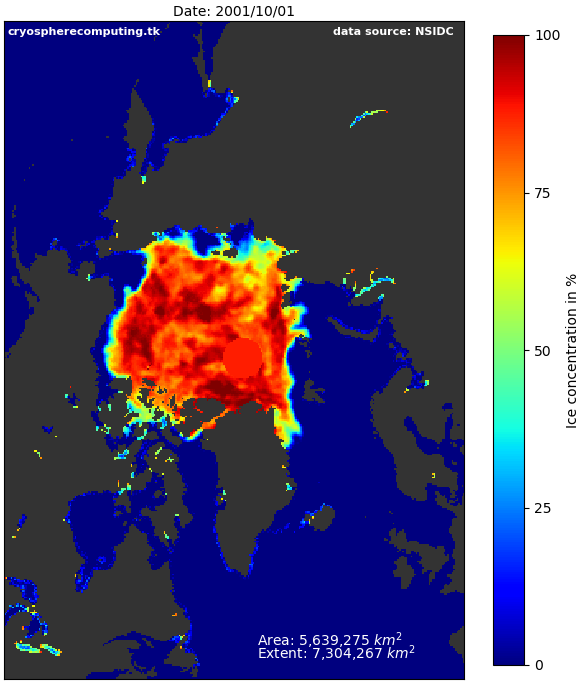 Date: 2001/10/01
cryospherecomputing.tk data source: NSIDC
100
75
50
25
0
Ice concentration in %
Area: 5,639,275 km²
Extent: 7,304,267 km²